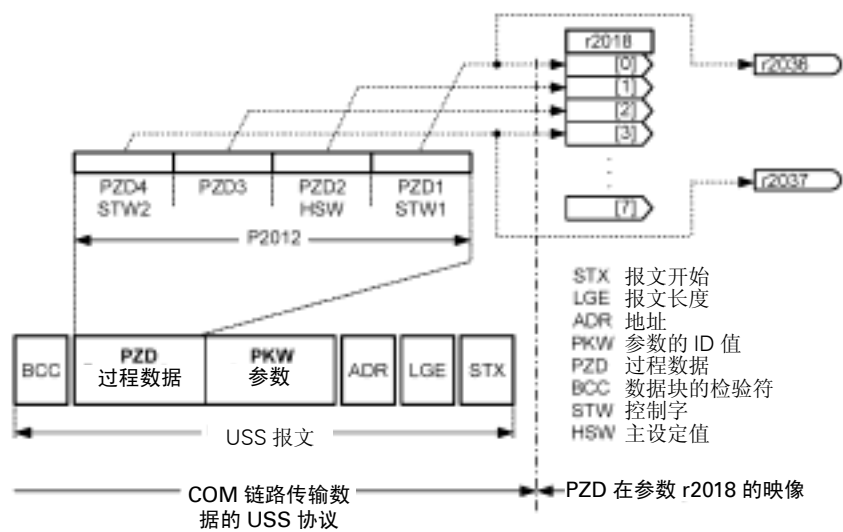 r2018
[0]
r2036
[1]
[2]
[3]
PZD4 PZD3 PZD2 PZD1
STW2 HSW STW1
r2037
[7]
P2012
STX 报文开始
LGE 报文长度
ADR 地址
PKW 参数的 ID 值
PZD 过程数据
BCC 数据块的检验符
STW 控制字
HSW 主设定值
BCC
PZD
过程数据
PKW
参数
ADR
LGE
STX
USS 报文
COM 链路传输数
据的 USS 协议
PZD 在参数 r2018 的映像